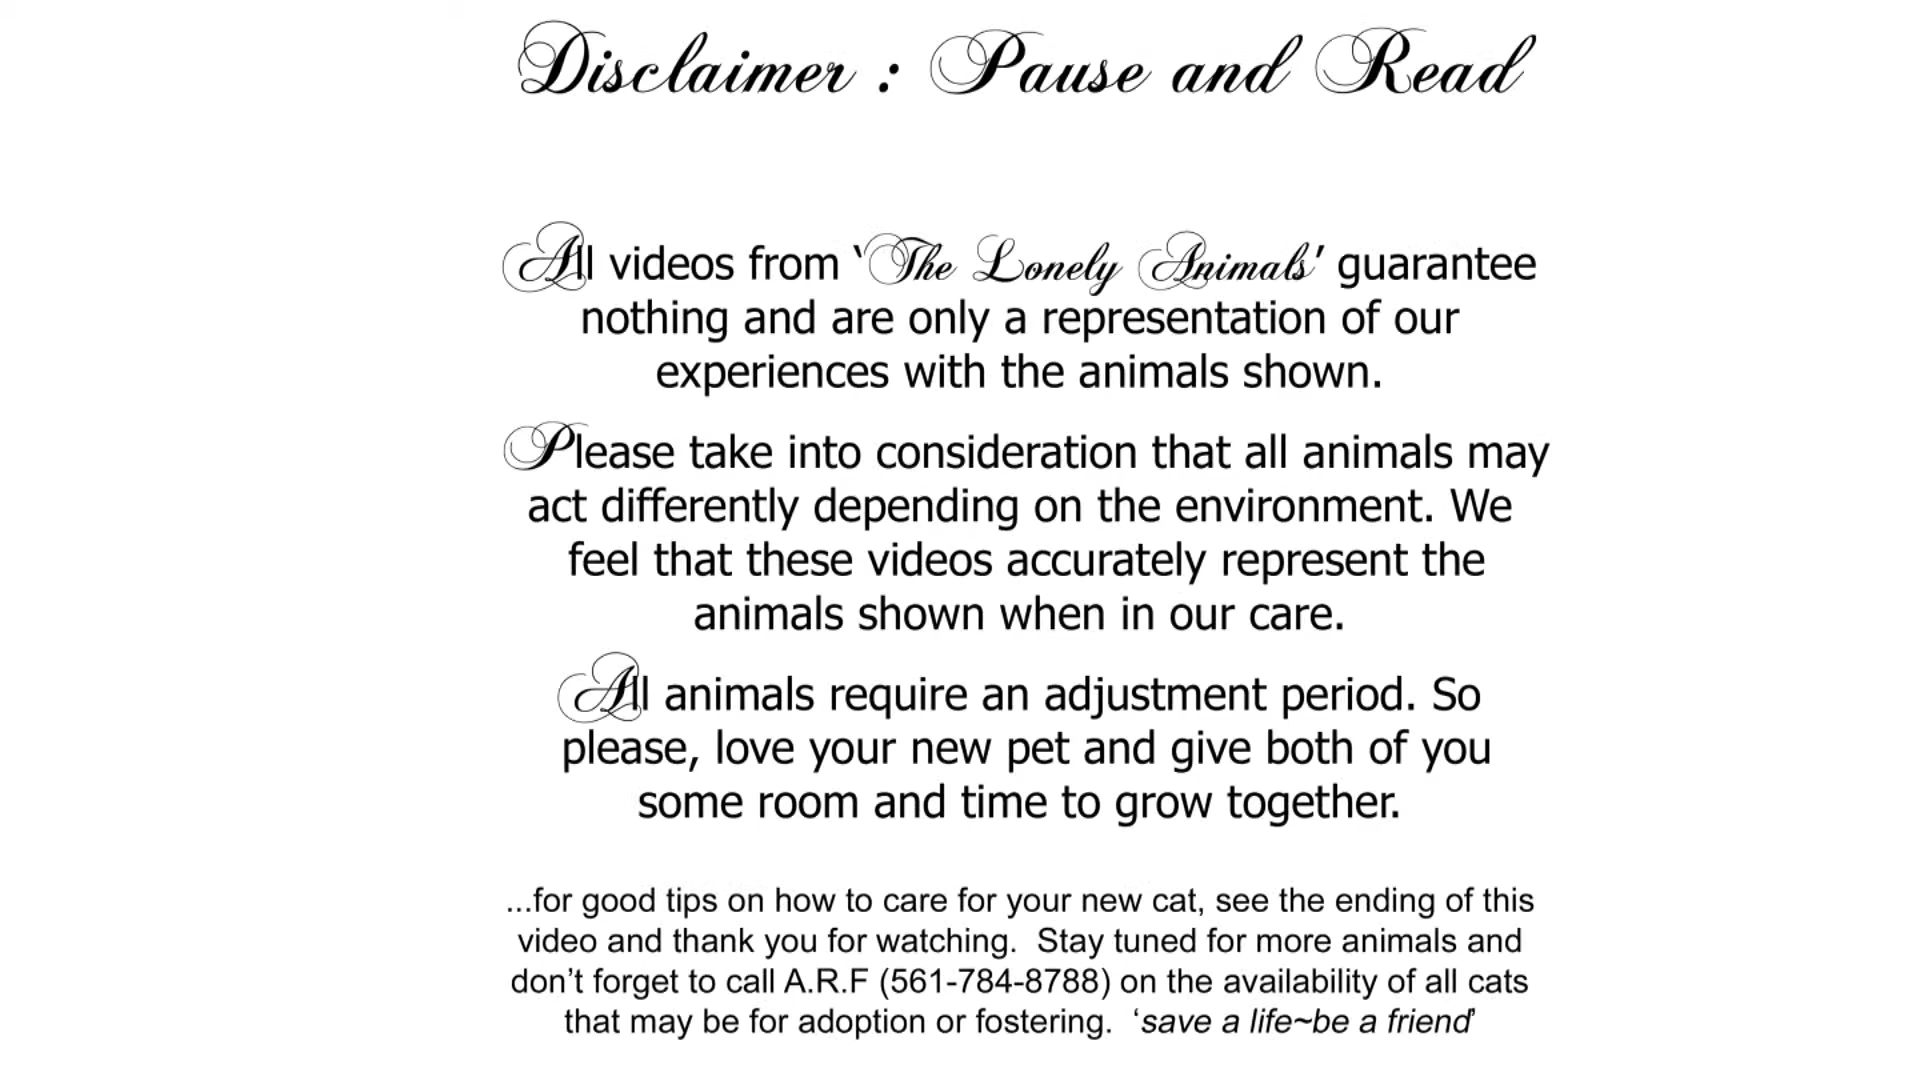 Disclaimer : Pause and Read
All videos from ‘The Lonely Animals’ guarantee
nothing and are only a representation of our
experiences with the animals shown.
Please take into consideration that all animals may
act differently depending on the environment. We
feel that these videos accurately represent the
animals shown when in our care.
All animals require an adjustment period. So
please, love your new pet and give both of you
some room and time to grow together.
...for good tips on how to care for your new cat, see the ending of this
video and thank you for watching.  Stay tuned for more animals and
don’t forget to call A.R.F (561-784-8788) on the availability of all cats
that may be for adoption or fostering.  ‘save a life~be a friend’